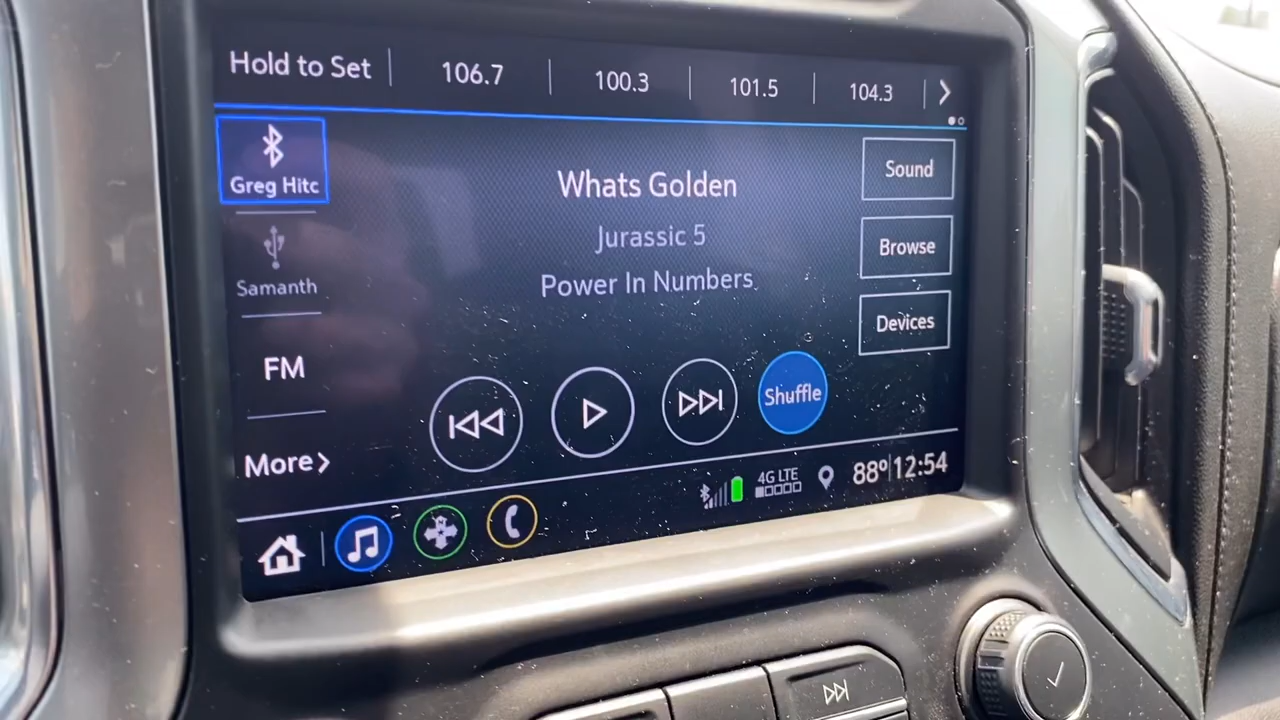 Hold to Set 106.7 100.3 101.5 104.3
Greg Hitc
Samanth
FM
More
Whats Golden
Jurassic 5
Power In Numbers
Sound
Browse
Devices
Shuffle
4G LTE
88° 12:54